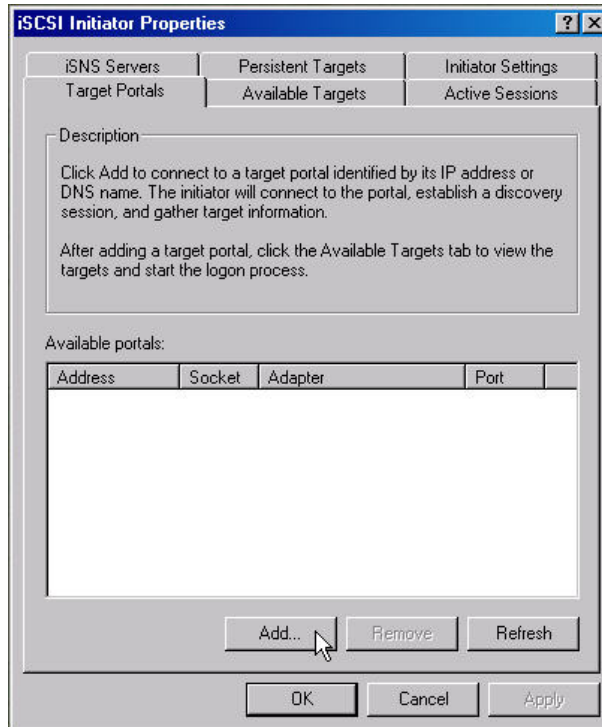 iSCSI Initiator Properties
iSNS Servers Persistent Targets Initiator Settings
Target Portals Available Targets Active Sessions
Description
Click Add to connect to a target portal identified by its IP address or
DNS name. The initiator will connect to the portal, establish a discovery
session, and gather target information.
After adding a target portal, click the Available Targets tab to view the
targets and start the logon process.
Available portals:
Address Socket Adapter Port
Add... Remove Refresh
OK Cancel Apply